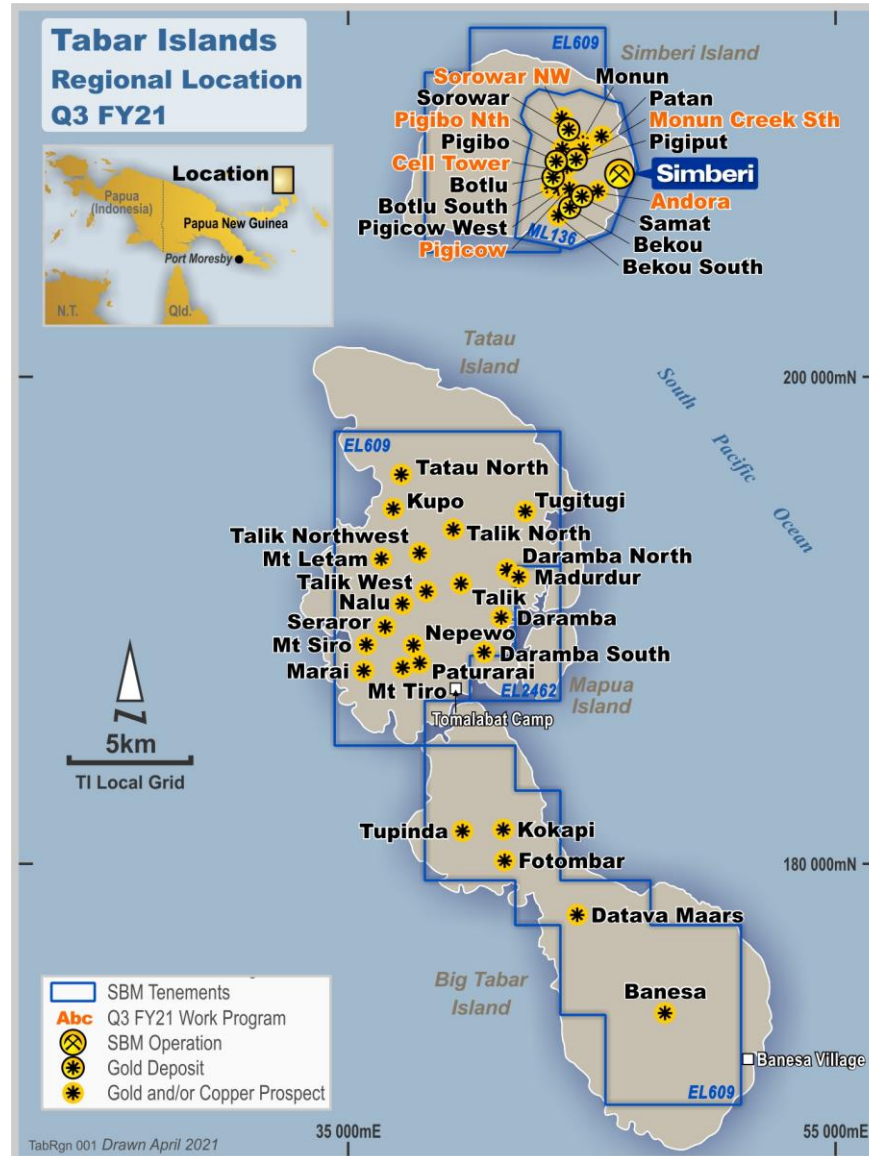 Tabar Islands
Regional Location
Q3 FY21
Location
Papua
(Indonesia)
Papua New Guinea
Port Moresby
N.T.
Qld.
EL609
Simberi Island
Sorowar NW
Monun
Sorowar
Patan
Pigibo Nth
Monun Creek Sth
Pigibo
Pigiput
Cell Tower
Simberi
Botlu
Andora
Botlu South
Samat
Pigicow West
Bekou
Pigicow
ML136
Bekou South
Tatau
Island
200 000mN
South
Pacific
Ocean
EL609
Tatau North
Kupo
Tugitugi
Talik Northwest
Talik North
Mt Letam
Daramba North
Madurdur
Talik West
Talik
Nalu
Daramba
Seraror
Nepewo
Mt Siro
Daramba South
Marai
Paturarai
Mt Tiro
EL2462
Mapua
Island
Tomalabat Camp
N
5km
TI Local Grid
Tupinda
Kokapi
Fotombar
180 000mN
Datava Maars
Big Tabar
Island
Banesa
Banesa Village
EL609
SBM Tenements
Abc Q3 FY21 Work Program
SBM Operation
Gold Deposit
Gold and/or Copper Prospect
TabRgn 001 Drawn April 2021
35 000mE
55 000mE